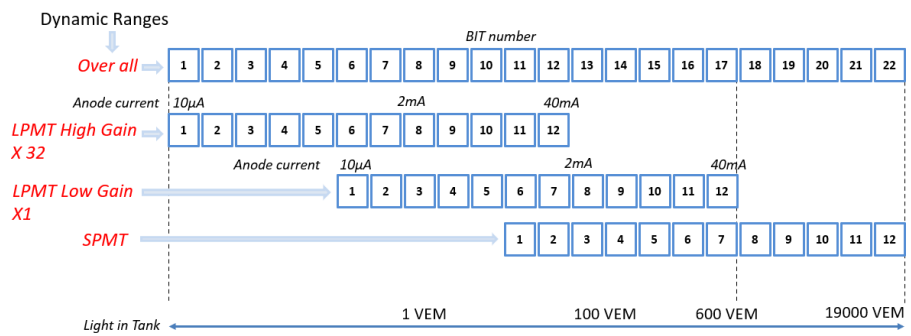 Dynamic Ranges
BIT number
Over all
1 2 3 4 5 6 7 8 9 10 11 12 13 14 15 16 17 18 19 20 21 22
Anode current 10µA 2mA 40mA
LPMT High Gain
X 32
1 2 3 4 5 6 7 8 9 10 11 12
Anode current 10µA 2mA 40mA
LPMT Low Gain
X1
1 2 3 4 5 6 7 8 9 10 11 12
SPMT
1 2 3 4 5 6 7 8 9 10 11 12
1 VEM 100 VEM 600 VEM 19000 VEM
Light in Tank